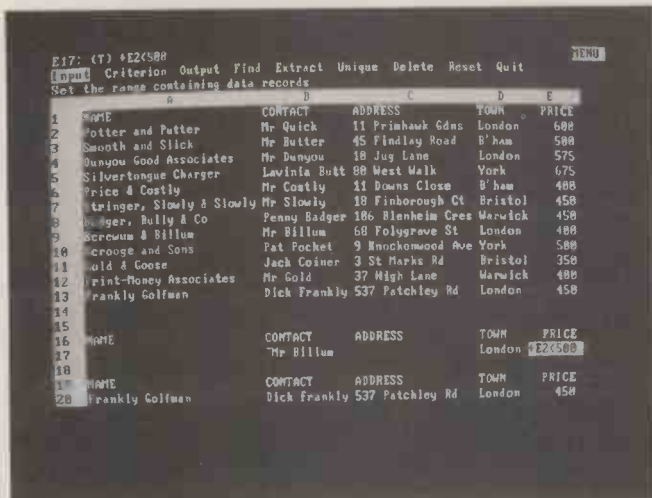 MENU
E17: (T) +E2<500
Input Criterion Output Find Extract Unique Delete Reset Quit
Set the range containing data records
A B C D E
1 NAME CONTACT ADDRESS TOWN PRICE
2 Potter and Putter Mr Quick 11 Primhawk Gdns London 600
3 Smooth and Slick Mr Butter 45 Findlay Road B'ham 500
4 Dunyou Good Associates Mr Dunyou 10 Jug Lane London 575
5 Silvertongue Charger Lavinia Butt 80 West Walk York 675
6 Price & Costly Mr Costly 11 Downs Close B'ham 400
7 Stringer, Slowly & Slowly Mr Slowly 18 Finborough Ct Bristol 450
8 Badger, Bully & Co Penny Badger 106 Blenheim Cres Warwick 450
9 Screwum & Billum Mr Billum 68 Folygrave St London 400
10 Scrooge and Sons Pat Pocket 9 Knockonwood Ave York 500
11 Gold & Goose Jack Coiner 3 St Marks Rd Bristol 350
12 Print-Money Associates Mr Gold 37 High Lane Warwick 400
13 Frankly Golfman Dick Frankly 537 Patchley Rd London 450
14
15
16 NAME CONTACT ADDRESS TOWN PRICE
17 ~Mr Billum London +E2<500
18
19 NAME CONTACT ADDRESS TOWN PRICE
20 Frankly Golfman Dick Frankly 537 Patchley Rd London 450